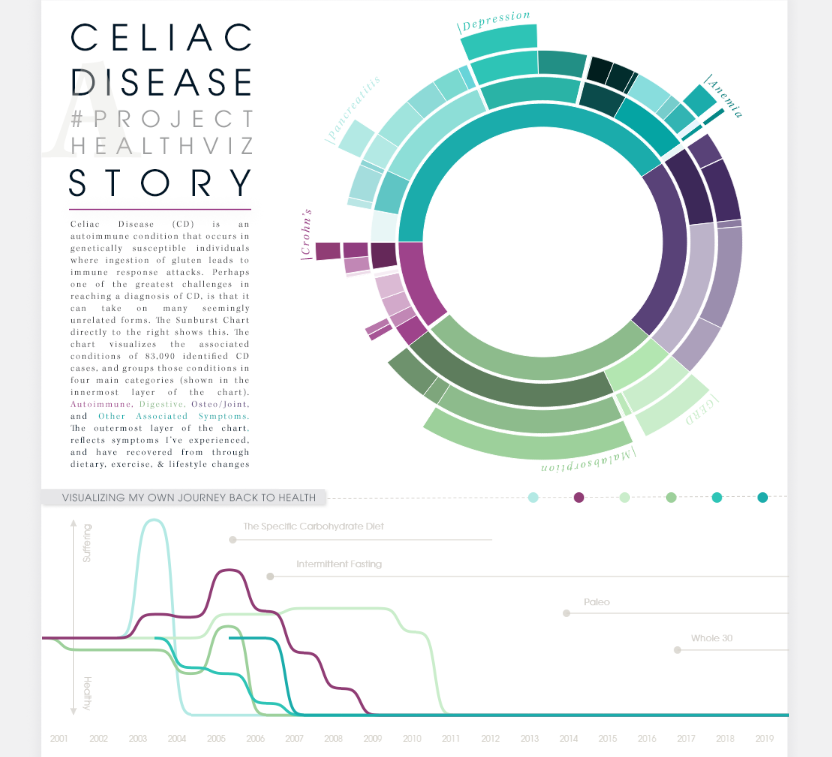 CELIAC
DISEASE
#PROJECT
HEALTHVIZ
STORY
A
Celiac Disease (CD) is an
autoimmune condition that occurs in
genetically susceptible individuals
where ingestion of gluten leads to
immune response attacks. Perhaps
one of the greatest challenges in
reaching a diagnosis of CD, is that it
can take on many seemingly
unrelated forms. The Sunburst Chart
directly to the right shows this. The
chart visualizes the associated
conditions of 83,090 identified CD
cases, and groups those conditions in
four main categories (shown in the
innermost layer of the chart).
Autoimmune, Digestive, Osteo/Joint,
and Other Associated Symptoms.
The outermost layer of the chart,
reflects symptoms I've experienced,
and have recovered from through
dietary, exercise, & lifestyle changes
|Depression
|Anemia
|Pancreatitis
|Crohn's
|GERD
|Malabsorption
VISUALIZING MY OWN JOURNEY BACK TO HEALTH
Suffering
Healthy
The Specific Carbohydrate Diet
Intermittent Fasting
Paleo
Whole 30
2001 2002 2003 2004 2005 2006 2007 2008 2009 2010 2011 2012 2013 2014 2015 2016 2017 2018 2019